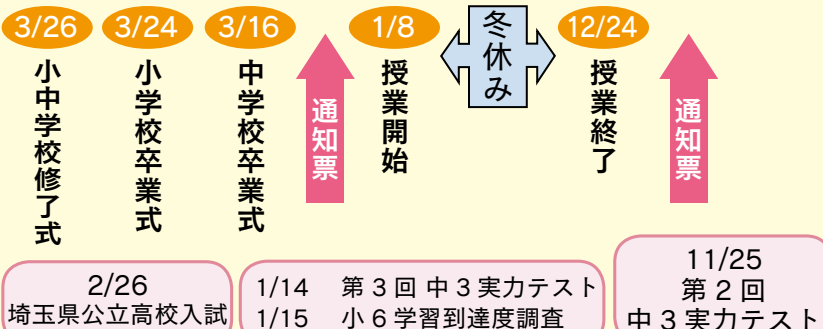 12/24
授業終了
冬休み
1/8
授業開始
3/16
中学校卒業式
3/24
小学校卒業式
3/26
小中学校修了式
通知票
通知票
11/25
第2回
中3実力テスト
1/14 第3回 中3実力テスト
1/15 小6学習到達度調査
2/26
埼玉県公立高校入試